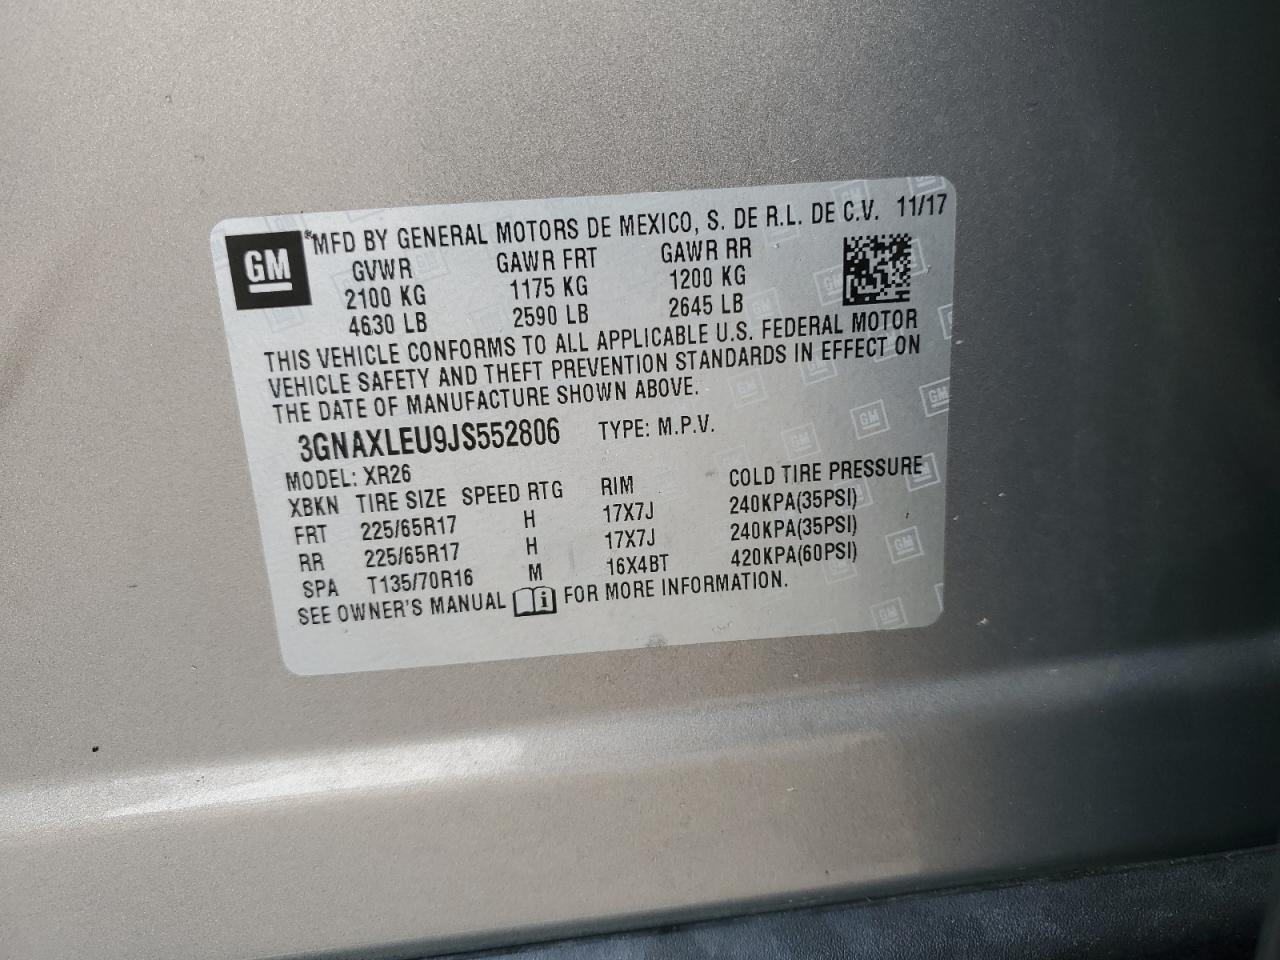 GM
*MFD BY GENERAL MOTORS DE MEXICO, S. DE R.L. DE C.V. 11/17
GVWR GAWR FRT GAWR RR
2100 KG 1175 KG 1200 KG
4630 LB 2590 LB 2645 LB
THIS VEHICLE CONFORMS TO ALL APPLICABLE U.S. FEDERAL MOTOR
VEHICLE SAFETY AND THEFT PREVENTION STANDARDS IN EFFECT ON
THE DATE OF MANUFACTURE SHOWN ABOVE.
3GNAXLEU9JS552806 TYPE: M.P.V.
MODEL: XR26
XBKN TIRE SIZE SPEED RTG RIM COLD TIRE PRESSURE
FRT 225/65R17 H 17X7J 240KPA(35PSI)
RR 225/65R17 H 17X7J 240KPA(35PSI)
SPA T135/70R16 M 16X4BT 420KPA(60PSI)
SEE OWNER'S MANUAL i FOR MORE INFORMATION.